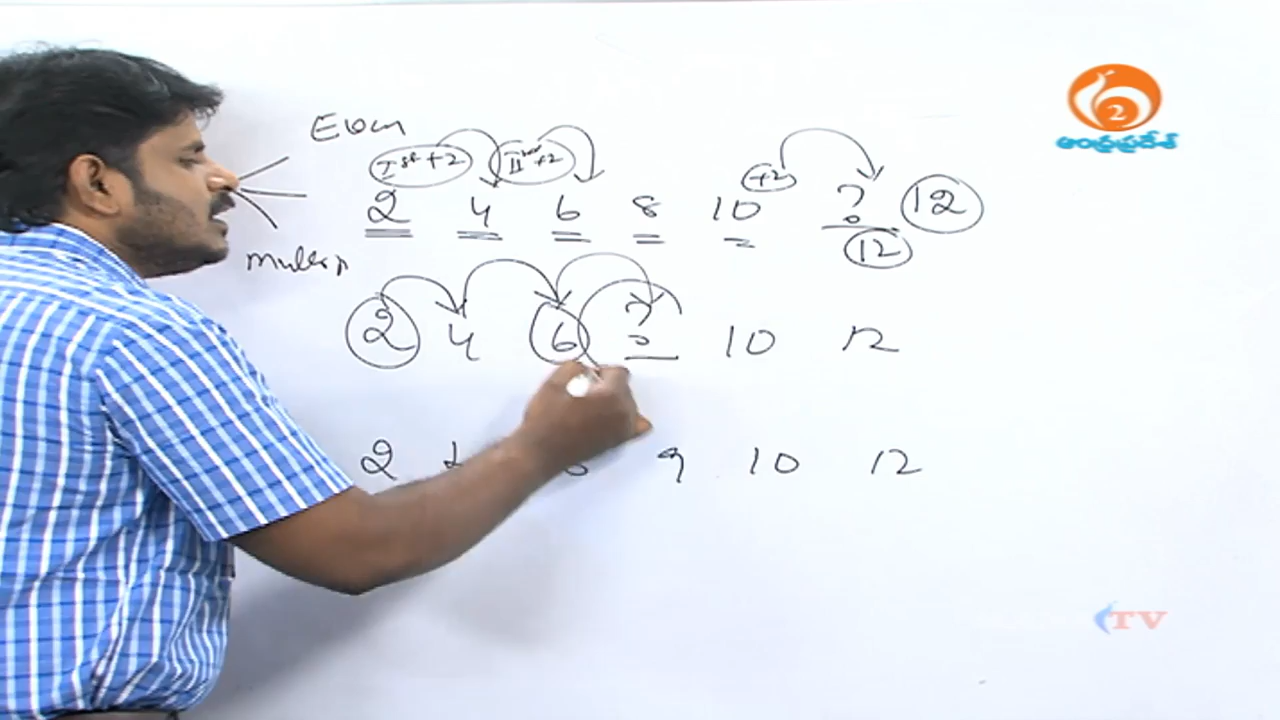 Even
Ist +2 IInd +2
2 4 6 8 10 +2 ? 12
12
2 4 6 ? 10 12
2 9 10 12
2
ఆంధ్రప్రదేశ్
TV